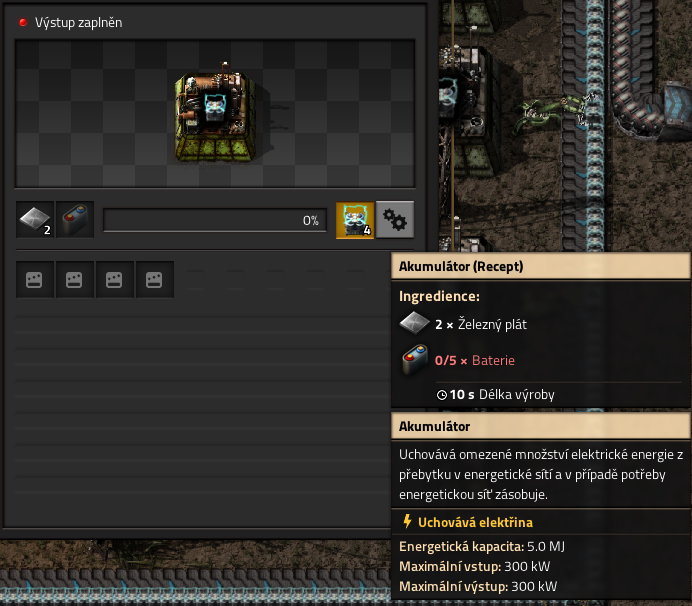 Výstup zaplněn
2
0%
4
Akumulátor (Recept)
Ingredience:
2 × Železný plát
0/5 × Baterie
10 s Délka výroby
Akumulátor
Uchovává omezené množství elektrické energie z
přebytku v energetické sítí a v případě potřeby
energetickou síť zásobuje.
Uchovává elektřina
Energetická kapacita: 5.0 MJ
Maximální vstup: 300 kW
Maximální výstup: 300 kW